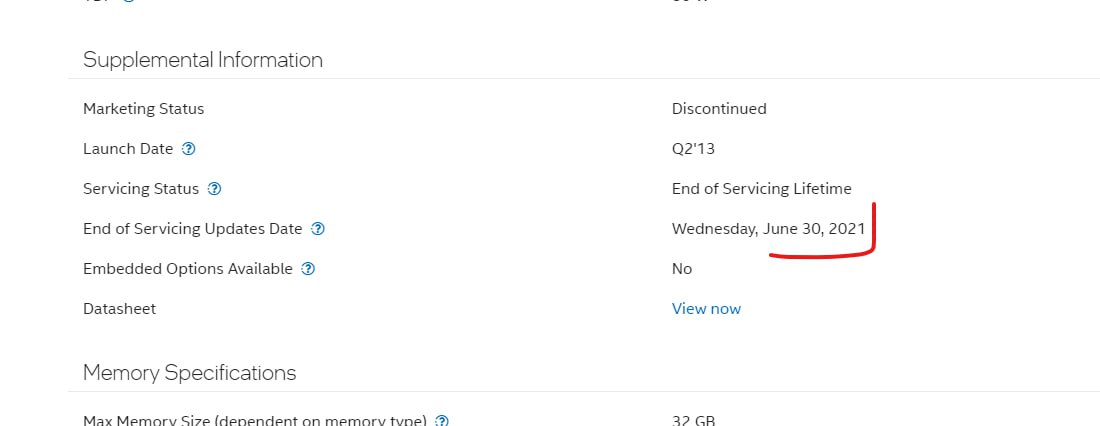 Supplemental Information
Marketing Status Discontinued
Launch Date Q2'13
Servicing Status End of Servicing Lifetime
End of Servicing Updates Date Wednesday, June 30, 2021
Embedded Options Available No
Datasheet View now
Memory Specifications
Max Memory Size (dependent on memory type) 32 GB